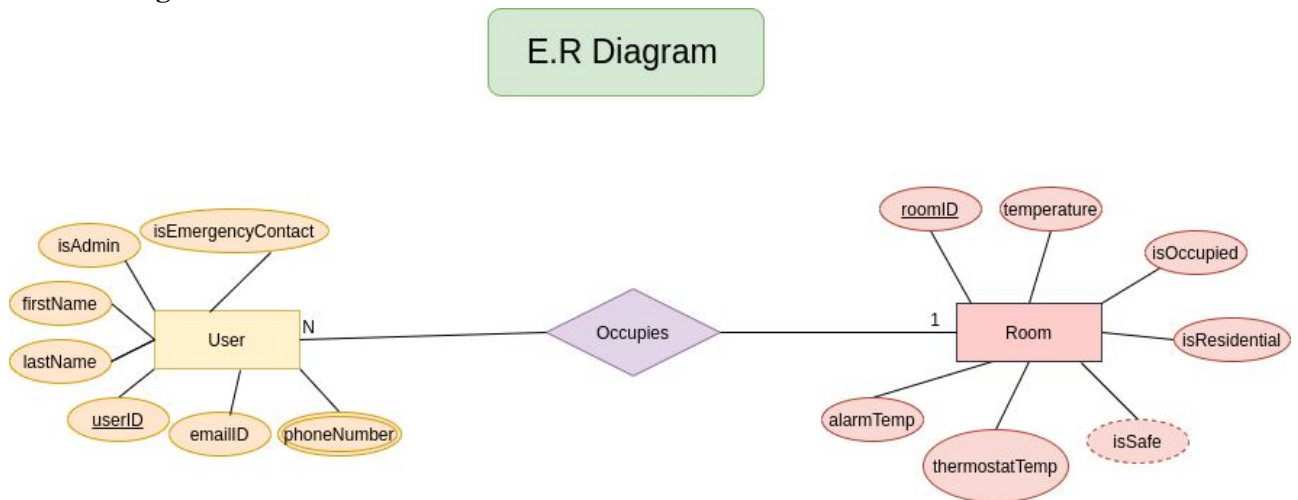 E.R Diagram
isEmergencyContact
isAdmin
firstName
lastName
userID
emailID
phoneNumber
User
N
Occupies
1
Room
roomID
temperature
isOccupied
isResidential
isSafe
thermostatTemp
alarmTemp